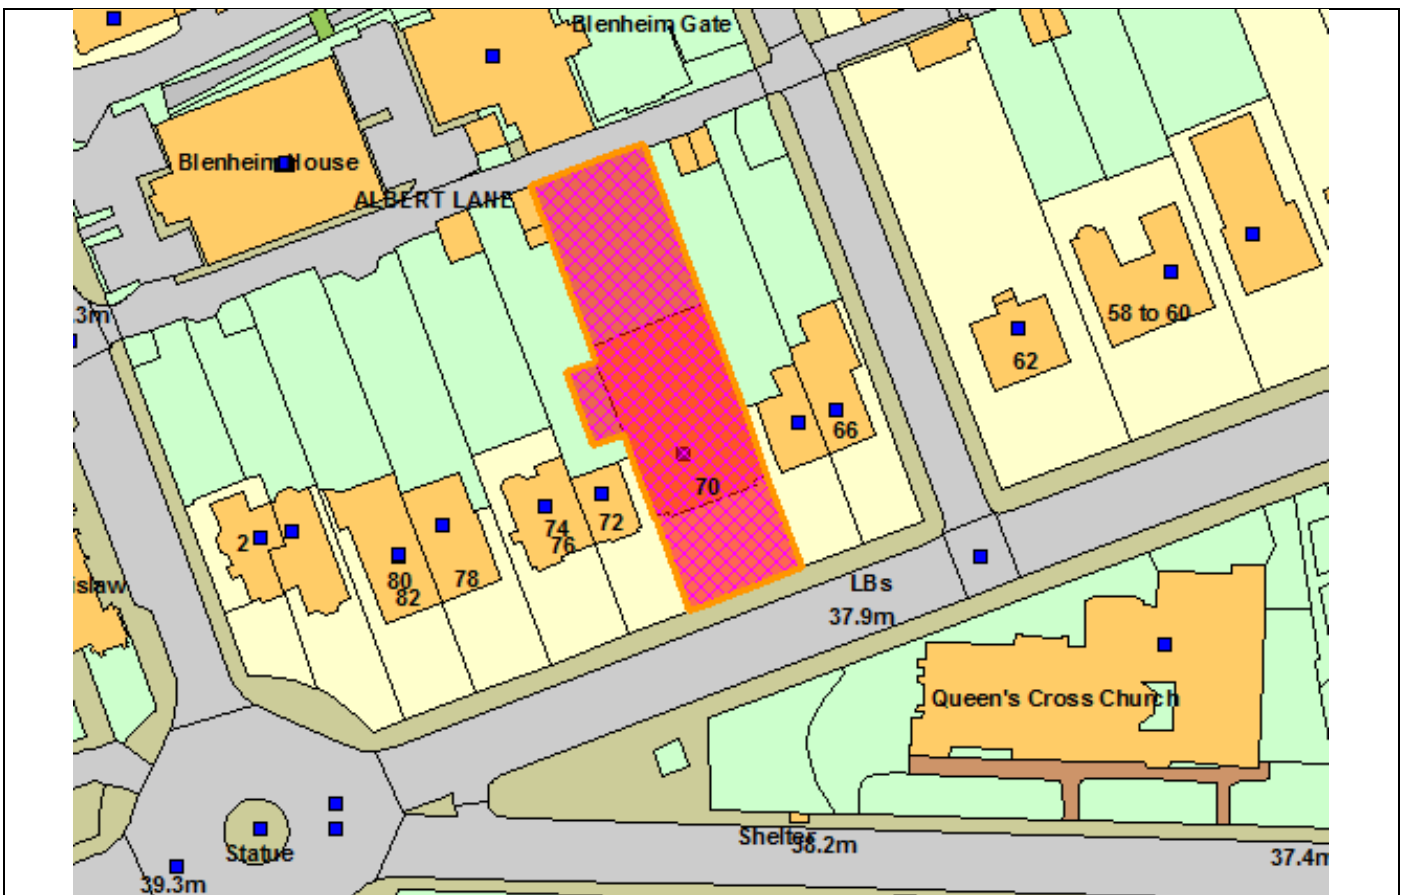 Blenheim Gate
Blenheim House
ALBERT LANE
.3m
58 to 60
62
66
70
72
74
76
2
78
80
82
islaw
LBs
37.9m
Queen's Cross Church
Shelter
38.2m
Statue
37.4m
39.3m